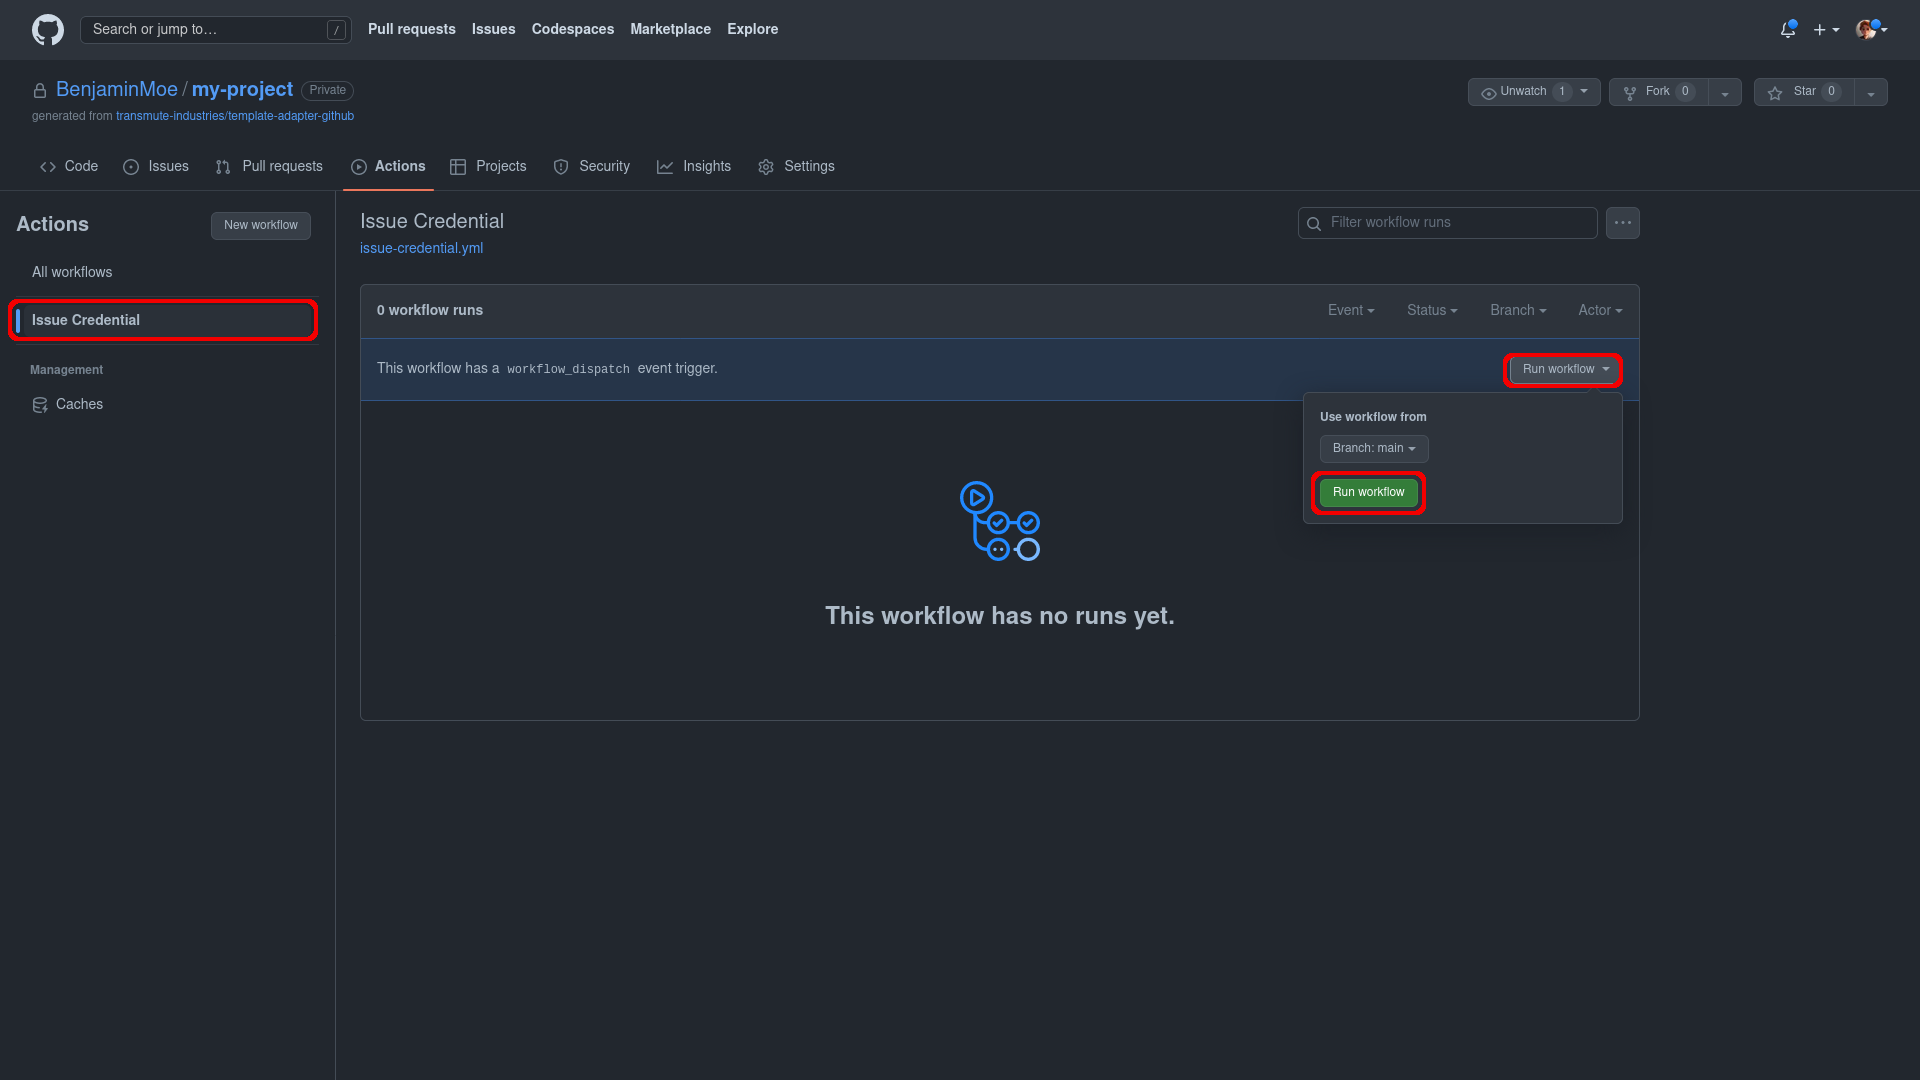 Search or jump to… /
Pull requests Issues Codespaces Marketplace Explore
BenjaminMoe / my-project Private
generated from transmute-industries/template-adapter-github
Unwatch 1 Fork 0 Star 0
Code Issues Pull requests Actions Projects Security Insights Settings
Actions New workflow
All workflows
Issue Credential
Management
Caches
Issue Credential
issue-credential.yml
Filter workflow runs
0 workflow runs Event Status Branch Actor
This workflow has a workflow_dispatch event trigger. Run workflow
Use workflow from
Branch: main
Run workflow
This workflow has no runs yet.